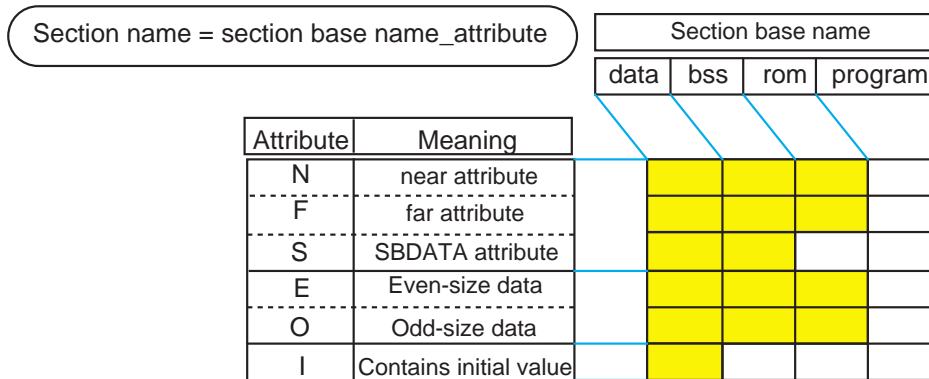 Section name = section base name_attribute
Section base name
data bss rom program
Attribute Meaning
N near attribute
F far attribute
S SBDATA attribute
E Even-size data
O Odd-size data
I Contains initial value